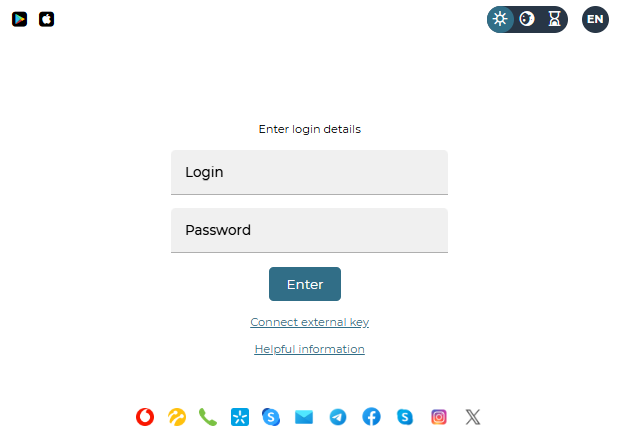 EN
Enter login details
Login
Password
Enter
Connect external key
Helpful information